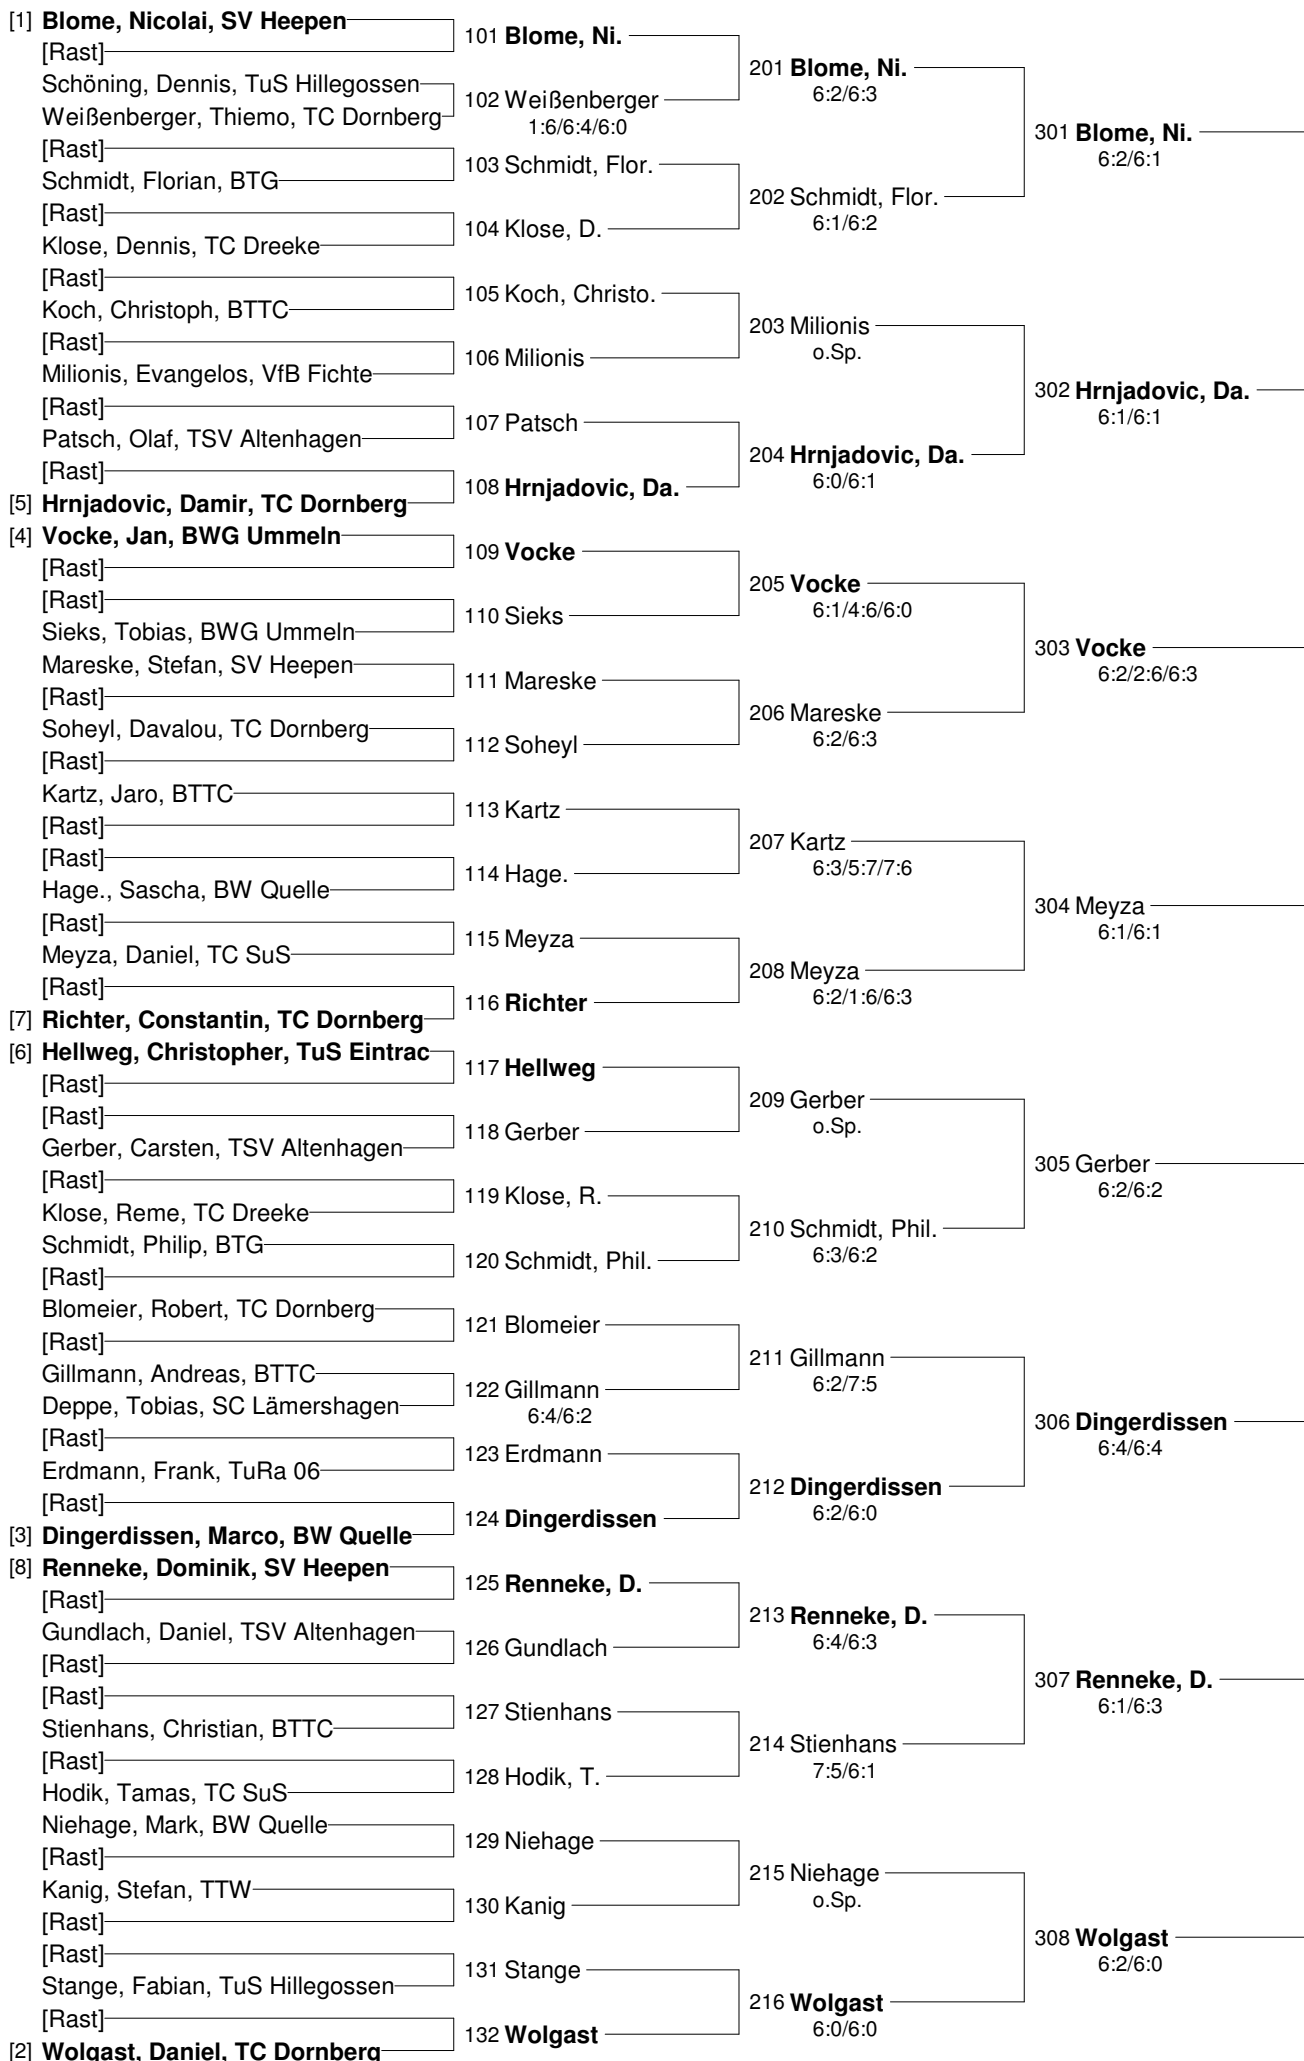 [1] Blome, Nicolai, SV Heepen
[Rast]
Schöning, Dennis, TuS Hillegossen
Weißenberger, Thiemo, TC Dornberg
[Rast]
Schmidt, Florian, BTG
[Rast]
Klose, Dennis, TC Dreeke
[Rast]
Koch, Christoph, BTTC
[Rast]
Milionis, Evangelos, VfB Fichte
[Rast]
Patsch, Olaf, TSV Altenhagen
[Rast]
[5] Hrnjadovic, Damir, TC Dornberg
[4] Vocke, Jan, BWG Ummeln
[Rast]
[Rast]
Sieks, Tobias, BWG Ummeln
Mareske, Stefan, SV Heepen
[Rast]
Soheyl, Davalou, TC Dornberg
[Rast]
Kartz, Jaro, BTTC
[Rast]
[Rast]
Hage., Sascha, BW Quelle
[Rast]
Meyza, Daniel, TC SuS
[Rast]
[7] Richter, Constantin, TC Dornberg
[6] Hellweg, Christopher, TuS Eintrac
[Rast]
[Rast]
Gerber, Carsten, TSV Altenhagen
[Rast]
Klose, Reme, TC Dreeke
Schmidt, Philip, BTG
[Rast]
Blomeier, Robert, TC Dornberg
[Rast]
Gillmann, Andreas, BTTC
Deppe, Tobias, SC Lämershagen
[Rast]
Erdmann, Frank, TuRa 06
[Rast]
[3] Dingerdissen, Marco, BW Quelle
[8] Renneke, Dominik, SV Heepen
[Rast]
Gundlach, Daniel, TSV Altenhagen
[Rast]
[Rast]
Stienhans, Christian, BTTC
[Rast]
Hodik, Tamas, TC SuS
Niehage, Mark, BW Quelle
[Rast]
Kanig, Stefan, TTW
[Rast]
[Rast]
Stange, Fabian, TuS Hillegossen
[Rast]
[2] Wolgast, Daniel, TC Dornberg
101 Blome, Ni.
102 Weißenberger
1:6/6:4/6:0
103 Schmidt, Flor.
104 Klose, D.
105 Koch, Christo.
106 Milionis
107 Patsch
108 Hrnjadovic, Da.
109 Vocke
110 Sieks
111 Mareske
112 Soheyl
113 Kartz
114 Hage.
115 Meyza
116 Richter
117 Hellweg
118 Gerber
119 Klose, R.
120 Schmidt, Phil.
121 Blomeier
122 Gillmann
6:4/6:2
123 Erdmann
124 Dingerdissen
125 Renneke, D.
126 Gundlach
127 Stienhans
128 Hodik, T.
129 Niehage
130 Kanig
131 Stange
132 Wolgast
201 Blome, Ni.
6:2/6:3
202 Schmidt, Flor.
6:1/6:2
203 Milionis
o.Sp.
204 Hrnjadovic, Da.
6:0/6:1
205 Vocke
6:1/4:6/6:0
206 Mareske
6:2/6:3
207 Kartz
6:3/5:7/7:6
208 Meyza
6:2/1:6/6:3
209 Gerber
o.Sp.
210 Schmidt, Phil.
6:3/6:2
211 Gillmann
6:2/7:5
212 Dingerdissen
6:2/6:0
213 Renneke, D.
6:4/6:3
214 Stienhans
7:5/6:1
215 Niehage
o.Sp.
216 Wolgast
6:0/6:0
301 Blome, Ni.
6:2/6:1
302 Hrnjadovic, Da.
6:1/6:1
303 Vocke
6:2/2:6/6:3
304 Meyza
6:1/6:1
305 Gerber
6:2/6:2
306 Dingerdissen
6:4/6:4
307 Renneke, D.
6:1/6:3
308 Wolgast
6:2/6:0